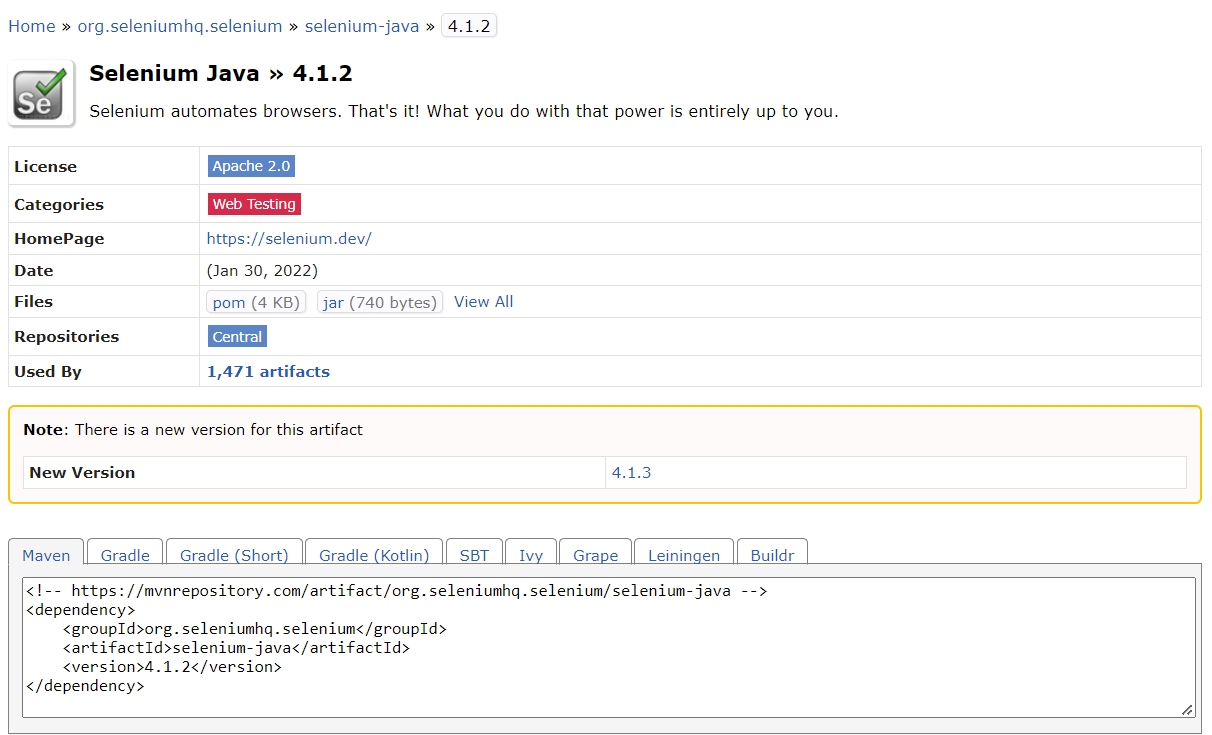 Home » org.seleniumhq.selenium » selenium-java » 4.1.2
Se
Selenium Java » 4.1.2
Selenium automates browsers. That's it! What you do with that power is entirely up to you.
License Apache 2.0
Categories Web Testing
HomePage https://selenium.dev/
Date (Jan 30, 2022)
Files pom (4 KB) jar (740 bytes) View All
Repositories Central
Used By 1,471 artifacts
Note: There is a new version for this artifact
New Version 4.1.3
Maven Gradle Gradle (Short) Gradle (Kotlin) SBT Ivy Grape Leiningen Buildr
<!-- https://mvnrepository.com/artifact/org.seleniumhq.selenium/selenium-java -->
<dependency>
    <groupId>org.seleniumhq.selenium</groupId>
    <artifactId>selenium-java</artifactId>
    <version>4.1.2</version>
</dependency>